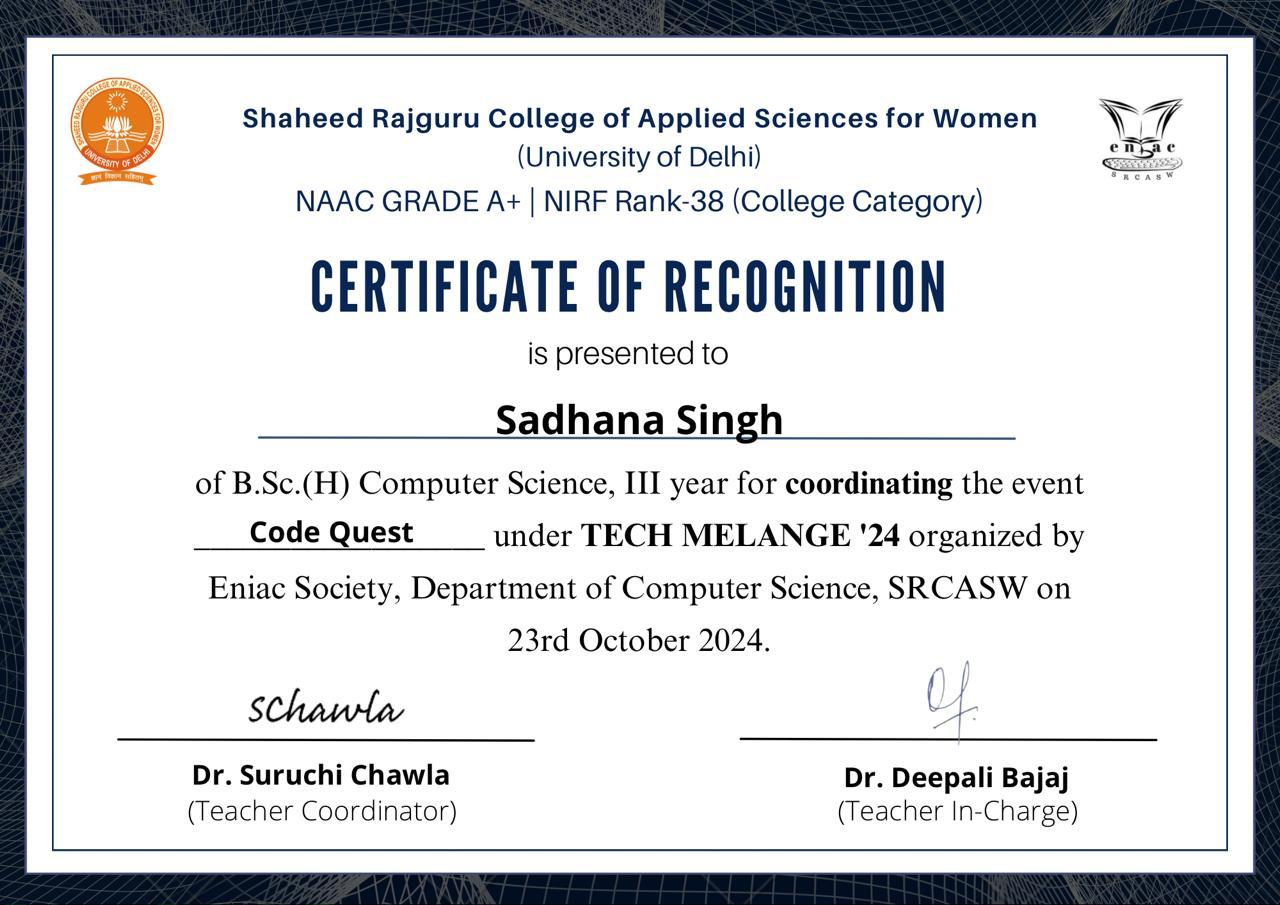 SHAHEED RAJGURU COLLEGE OF APPLIED SCIENCES FOR WOMEN
UNIVERSITY OF DELHI
ज्ञानं विज्ञान सहितम्
eniac
SRCASW
Shaheed Rajguru College of Applied Sciences for Women
(University of Delhi)
NAAC GRADE A+ | NIRF Rank-38 (College Category)
CERTIFICATE OF RECOGNITION
is presented to
Sadhana Singh
of B.Sc.(H) Computer Science, III year for coordinating the event
Code Quest under TECH MELANGE '24 organized by
Eniac Society, Department of Computer Science, SRCASW on
23rd October 2024.
SChawla
Dr. Suruchi Chawla
(Teacher Coordinator)
Dr. Deepali Bajaj
(Teacher In-Charge)